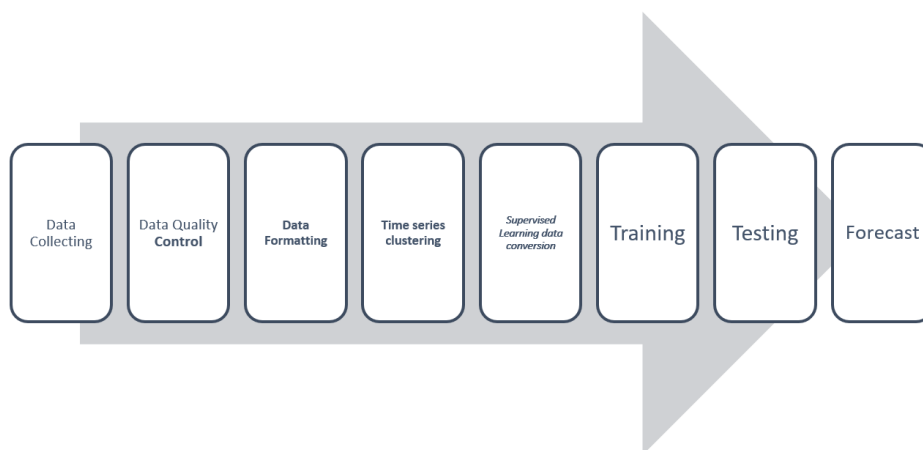 Data
Collecting
Data Quality
Control
Data
Formatting
Time series
clustering
Supervised
Learning data
conversion
Training
Testing
Forecast